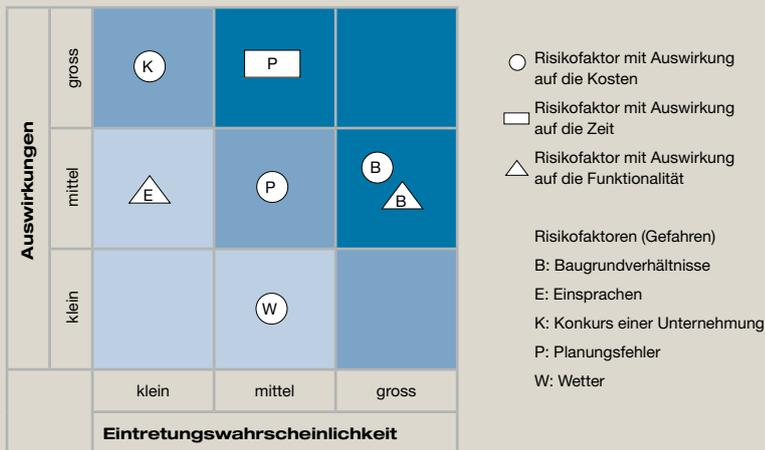 Auswirkungen
gross
K
P
mittel
E
P
B
B
klein
W
klein
mittel
gross
Eintretungswahrscheinlichkeit
Risikofaktor mit Auswirkung
auf die Kosten
Risikofaktor mit Auswirkung
auf die Zeit
Risikofaktor mit Auswirkung
auf die Funktionalität
Risikofaktoren (Gefahren)
B: Baugrundverhältnisse
E: Einsprachen
K: Konkurs einer Unternehmung
P: Planungsfehler
W: Wetter